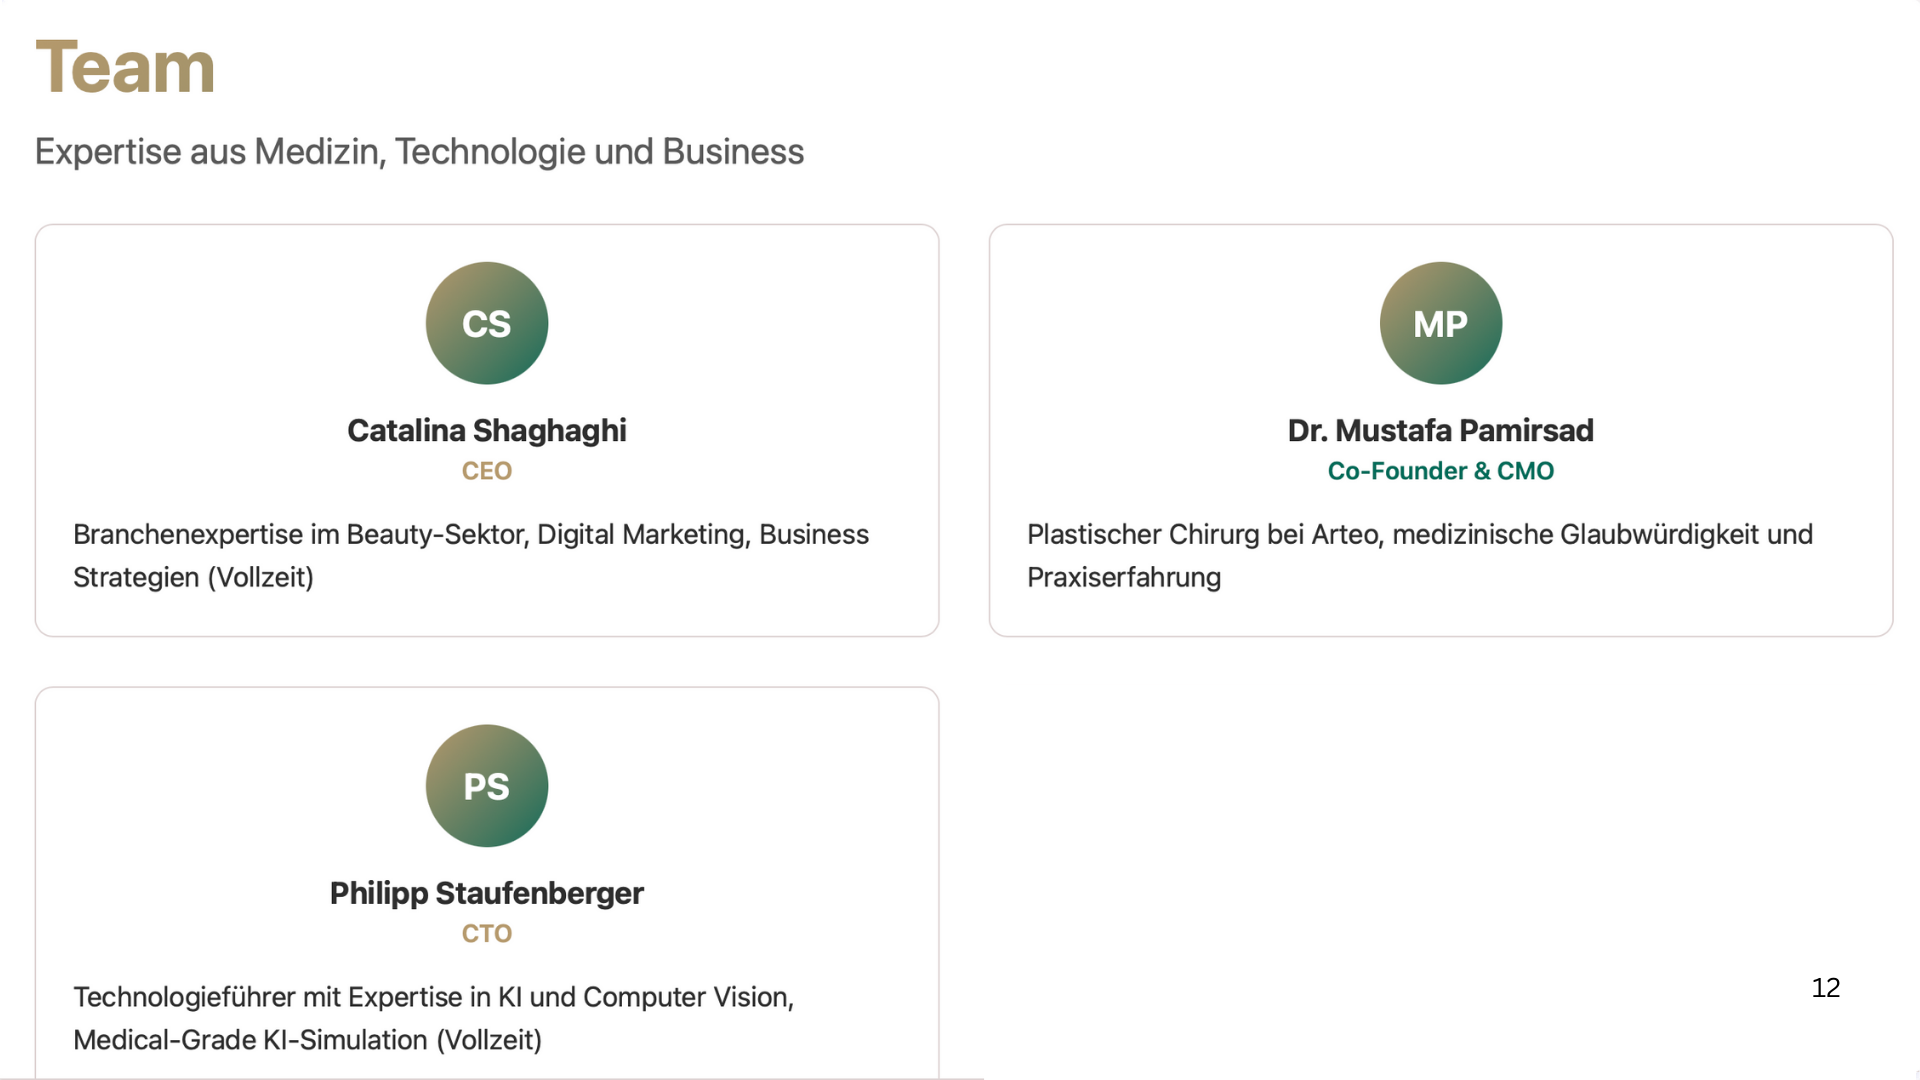 Team
Expertise aus Medizin, Technologie und Business
CS
Catalina Shaghaghi
CEO
Branchenexpertise im Beauty-Sektor, Digital Marketing, Business
Strategien (Vollzeit)
MP
Dr. Mustafa Pamirsad
Co-Founder & CMO
Plastischer Chirurg bei Arteo, medizinische Glaubwürdigkeit und
Praxiserfahrung
PS
Philipp Staufenberger
CTO
Technologieführer mit Expertise in KI und Computer Vision,
Medical-Grade KI-Simulation (Vollzeit)
12